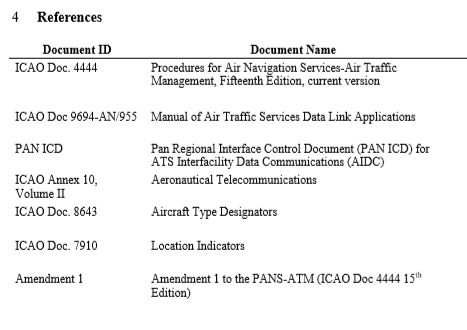 4 References
Document ID Document Name
ICAO Doc. 4444 Procedures for Air Navigation Services-Air Traffic
Management, Fifteenth Edition, current version
ICAO Doc 9694-AN/955 Manual of Air Traffic Services Data Link Applications
PAN ICD Pan Regional Interface Control Document (PAN ICD) for
ATS Interfacility Data Communications (AIDC)
ICAO Annex 10, Aeronautical Telecommunications
Volume II
ICAO Doc. 8643 Aircraft Type Designators
ICAO Doc. 7910 Location Indicators
Amendment 1 Amendment 1 to the PANS-ATM (ICAO Doc 4444 15th
Edition)